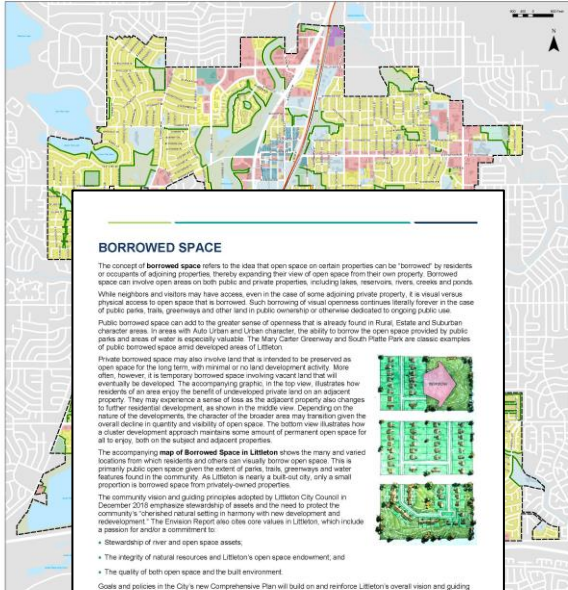 BORROWED SPACE
The concept of borrowed space refers to the idea that open space on certain properties can be "borrowed" by residents
or occupants of adjoining properties, thereby expanding their view of open space from their own property. Borrowed
space can involve open areas on both public and private properties, including lakes, reservoirs, rivers, creeks and ponds.
While neighbors and visitors may have access, even in the case of some adjoining private property, it is visual versus
physical access to open space that is borrowed. Such borrowing of visual openness continues literally forever in the case
of public parks, trails, greenways and other land in public ownership or otherwise dedicated to ongoing public use.
Public borrowed space can add to the greater sense of openness that is already found in Rural, Estate and Suburban
character areas. In areas with Auto Urban and Urban character, the ability to borrow the open space provided by public
parks and areas of water is especially valuable. The Mary Carter Greenway and South Platte Park are classic examples
of public borrowed space amid developed areas of Littleton.
Private borrowed space may also involve land that is intended to be preserved as
open space for the long term, with minimal or no land development activity. More
often, however, it is temporary borrowed space involving vacant land that will
eventually be developed. The accompanying graphic, in the top view, illustrates how
residents of an area enjoy the benefit of undeveloped private land on an adjacent
property. They may experience a sense of loss as the adjacent property also changes
to further residential development, as shown in the middle view. Depending on the
nature of the developments, the character of the broader area may transition given the
overall decline in quantity and visibility of open space. The bottom view illustrates how
a cluster development approach maintains some amount of permanent open space for
all to enjoy, both on the subject and adjacent properties.
The accompanying map of Borrowed Space in Littleton shows the many and varied
locations from which residents and others can visually borrow open space. This is
primarily public open space given the extent of parks, trails, greenways and water
features found in the community. As Littleton is nearly a built-out city, only a small
proportion is borrowed space from privately-owned properties.
The community vision and guiding principles adopted by Littleton City Council in
December 2018 emphasize stewardship of assets and the need to protect the
community's "cherished natural setting in harmony with new development and
redevelopment." The Envision Report also cites core values in Littleton, which include
a passion for and/or a commitment to:
• Stewardship of river and open space assets;
• The integrity of natural resources and Littleton's open space endowment; and
• The quality of both open space and the built environment.
Goals and policies in the City's new Comprehensive Plan will build on and reinforce Littleton's overall vision and guiding